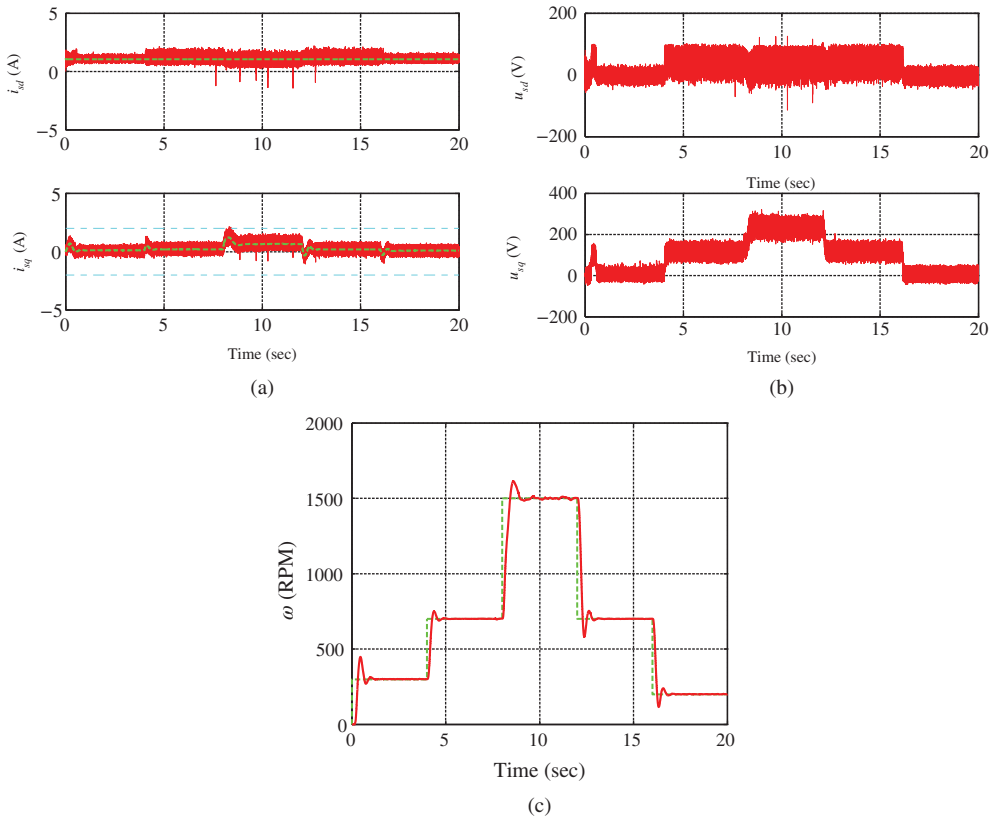 5
0
−5
i_sd (A)
0 5 10 15 20
5
0
−5
i_sq (A)
0 5 10 15 20
Time (sec)
(a)
200
0
−200
u_sd (V)
0 5 10 15 20
Time (sec)
400
200
0
−200
u_sq (V)
0 5 10 15 20
Time (sec)
(b)
2000
1500
1000
500
0
ω (RPM)
0 5 10 15 20
Time (sec)
(c)